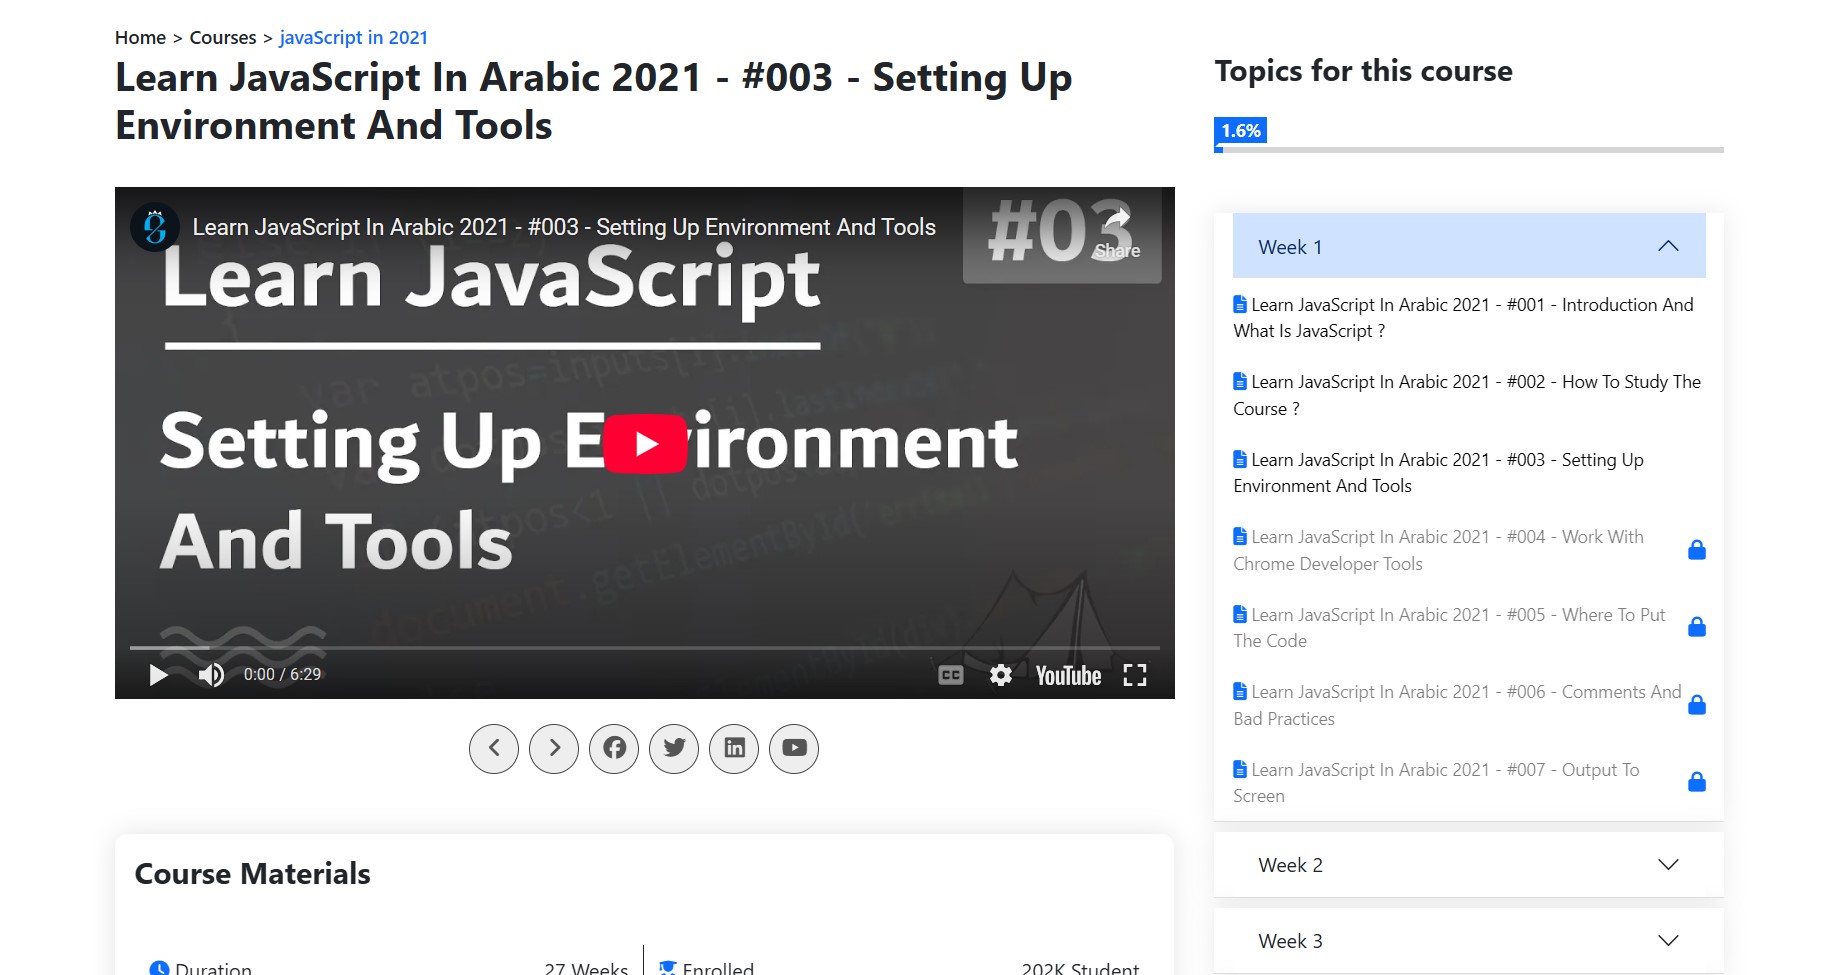 Home > Courses > javaScript in 2021
Learn JavaScript In Arabic 2021 - #003 - Setting Up
Environment And Tools
Learn JavaScript In Arabic 2021 - #003 - Setting Up Environment And Tools
#03
Share
Learn JavaScript
Setting Up Environment
And Tools
0:00 / 6:29
CC
YouTube
Course Materials
Duration
27 Weeks
Enrolled
202K Student
Topics for this course
1.6%
Week 1
Learn JavaScript In Arabic 2021 - #001 - Introduction And
What Is JavaScript ?
Learn JavaScript In Arabic 2021 - #002 - How To Study The
Course ?
Learn JavaScript In Arabic 2021 - #003 - Setting Up
Environment And Tools
Learn JavaScript In Arabic 2021 - #004 - Work With
Chrome Developer Tools
Learn JavaScript In Arabic 2021 - #005 - Where To Put
The Code
Learn JavaScript In Arabic 2021 - #006 - Comments And
Bad Practices
Learn JavaScript In Arabic 2021 - #007 - Output To
Screen
Week 2
Week 3